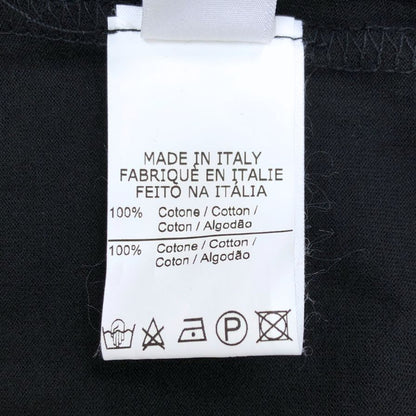 MADE IN ITALY
FABRIQUÉ EN ITALIE
FEITO NA ITÁLIA
100% Cotone / Cotton /
Coton / Algodão
100% Cotone / Cotton /
Coton / Algodão
P